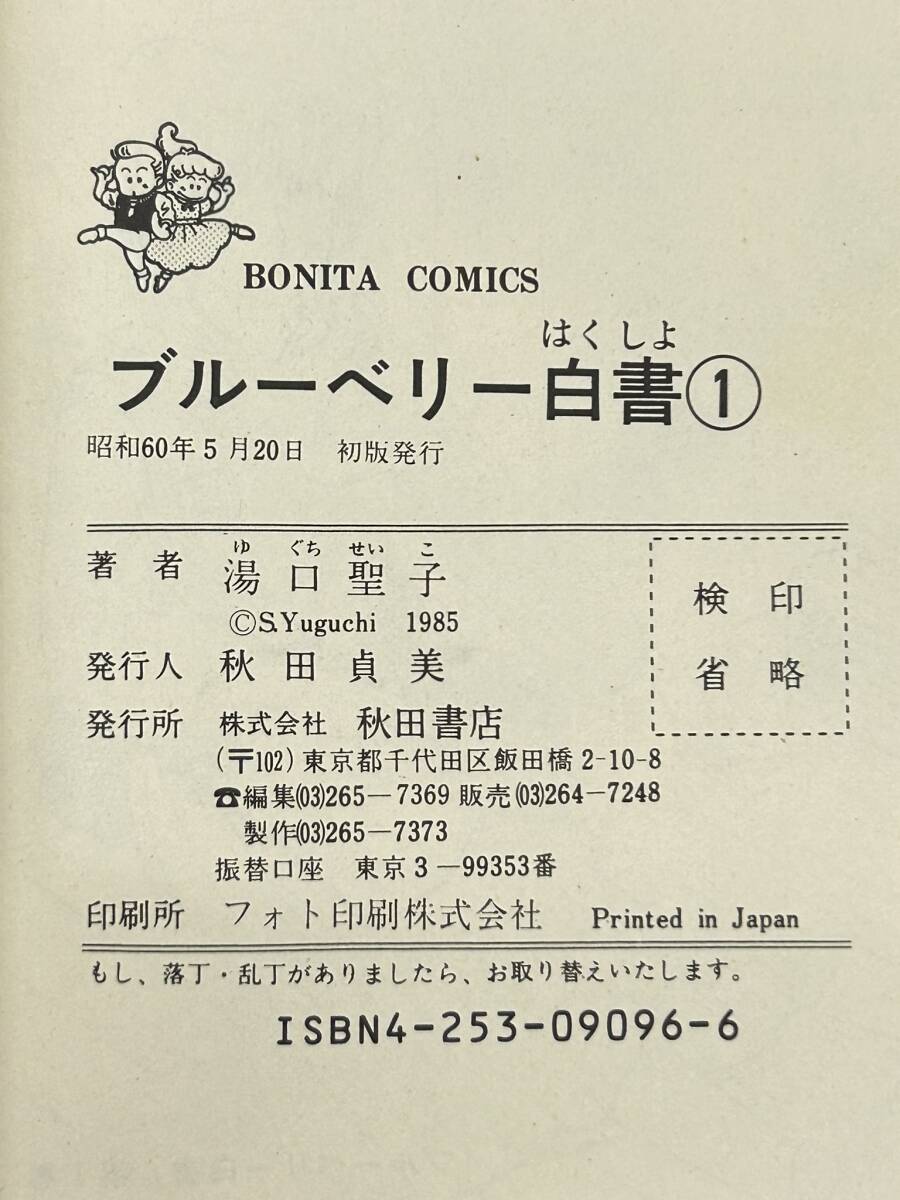 BONITA COMICS
はくしよ
ブルーベリー白書①
昭和60年5月20日 初版発行
ゆ ぐち せい こ
著者 湯口聖子
©S.Yuguchi 1985
発行人 秋田貞美
発行所 株式会社 秋田書店
(〒102)東京都千代田区飯田橋2-10-8
☎編集(03)265—7369 販売(03)264—7248
製作(03)265—7373
振替口座 東京3—99353番
印刷所 フォト印刷株式会社 Printed in Japan
検印
省略
もし、落丁・乱丁がありましたら、お取り替えいたします。
ISBN4-253-09096-6